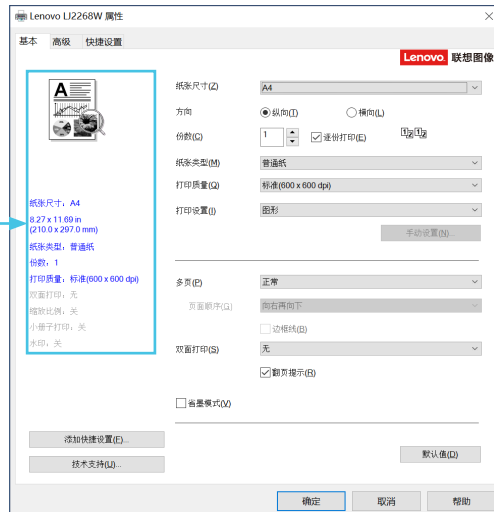 Lenovo LJ2268W 属性
基本 高级 快捷设置
Lenovo. 联想图像
纸张尺寸(Z) A4
方向 纵向(T) 横向(L)
份数(C) 1 逐份打印(E)
纸张类型(M) 普通纸
打印质量(Q) 标准(600 x 600 dpi)
打印设置(I) 图形
手动设置(N)...
多页(P) 正常
页面顺序(G) 向右再向下
边框线(B)
双面打印(S) 无
翻页提示(R)
省墨模式(V)
纸张尺寸：A4
8.27 x 11.69 in
(210.0 x 297.0 mm)
纸张类型：普通纸
份数：1
打印质量：标准(600 x 600 dpi)
双面打印：无
缩放比例：关
小册子打印：关
水印：关
添加快捷设置(F)...
技术支持(U)...
默认值(D)
确定 取消 帮助